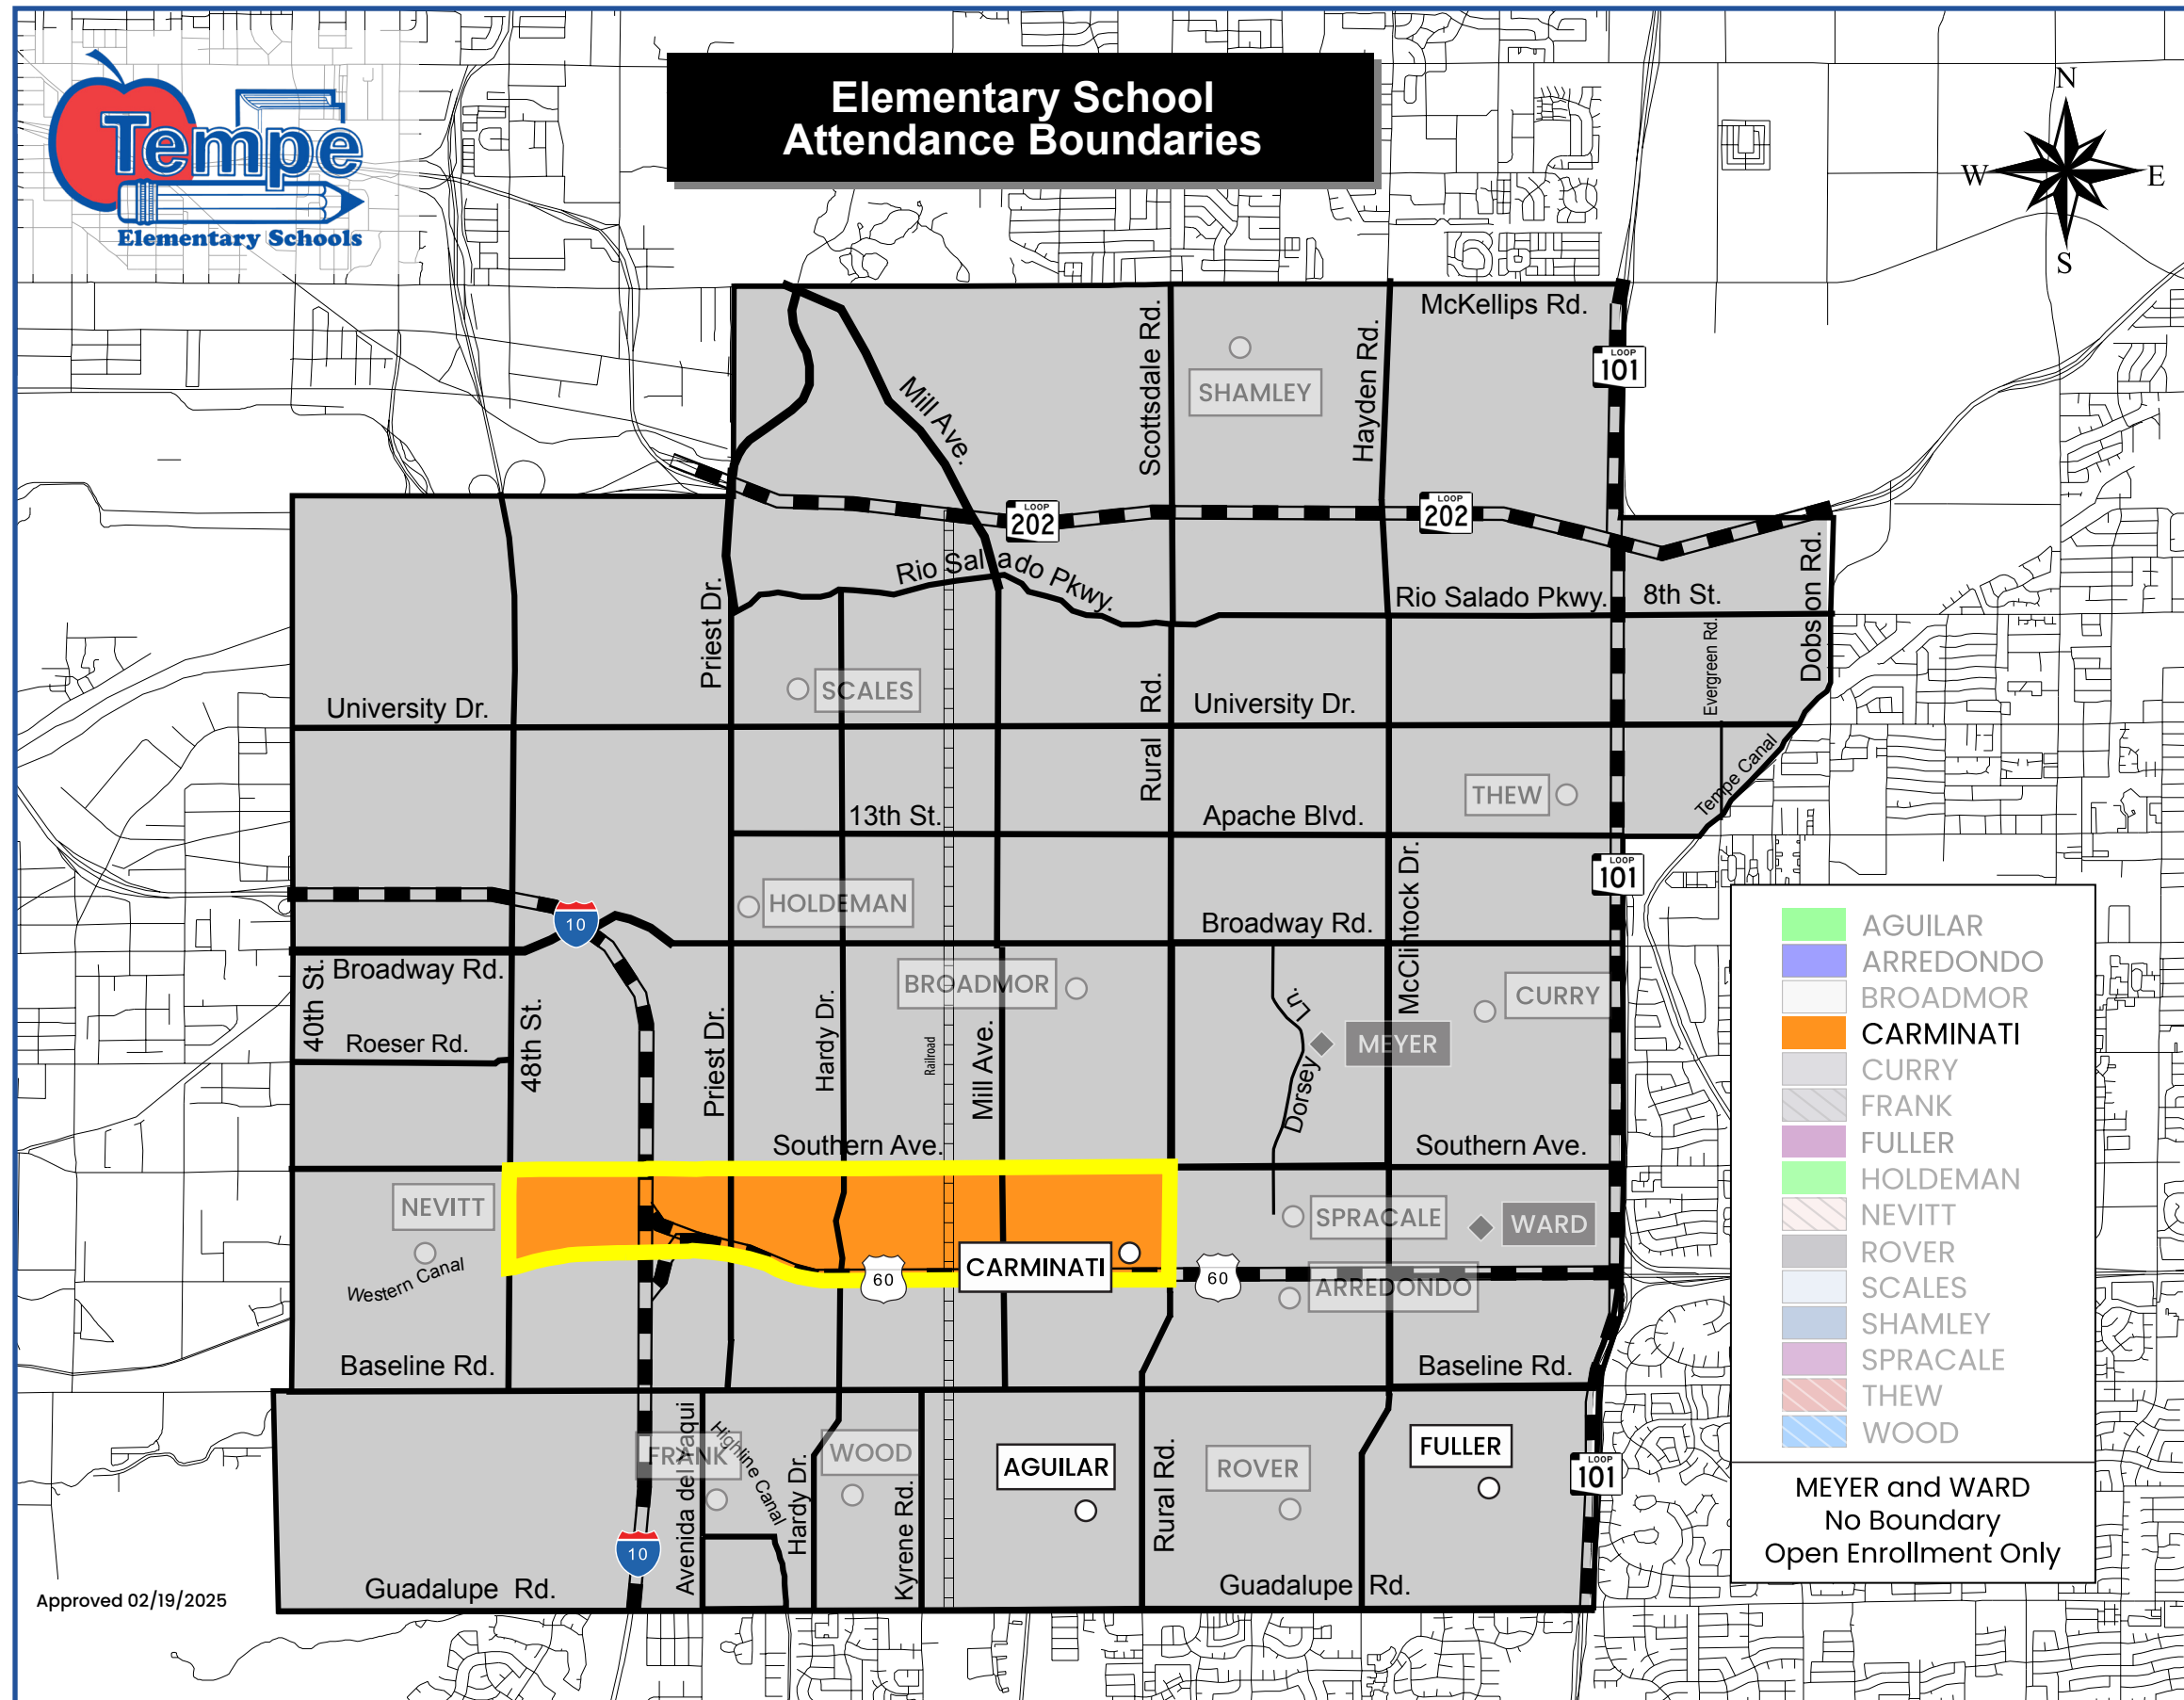 Elementary School
Attendance Boundaries
Tempe
Elementary Schools
N
W
E
S
McKellips Rd.
Scottsdale Rd.
Hayden Rd.
SHAMLEY
LOOP
101
Mill Ave.
LOOP
202
LOOP
202
Rio Salado Pkwy.
Rio Salado Pkwy.
8th St.
Dobson Rd.
Priest Dr.
Evergreen Rd.
SCALES
University Dr.
Rural Rd.
University Dr.
Tempe Canal
THEW
13th St.
Apache Blvd.
McClintock Dr.
LOOP
101
HOLDEMAN
10
Broadway Rd.
Broadway Rd.
40th St.
BROADMOR
CURRY
Roeser Rd.
48th St.
Priest Dr.
Hardy Dr.
Railroad
Mill Ave.
Dorsey Ln.
MEYER
Southern Ave.
Southern Ave.
NEVITT
SPRACALE
WARD
Western Canal
CARMINATI
60
60
ARREDONDO
Baseline Rd.
Baseline Rd.
FRANK
Avenida del Yaqui
Highline Canal
Hardy Dr.
WOOD
Kyrene Rd.
AGUILAR
Rural Rd.
ROVER
FULLER
LOOP
101
10
Guadalupe Rd.
Guadalupe Rd.
Approved 02/19/2025
AGUILAR
ARREDONDO
BROADMOR
CARMINATI
CURRY
FRANK
FULLER
HOLDEMAN
NEVITT
ROVER
SCALES
SHAMLEY
SPRACALE
THEW
WOOD
MEYER and WARD
No Boundary
Open Enrollment Only